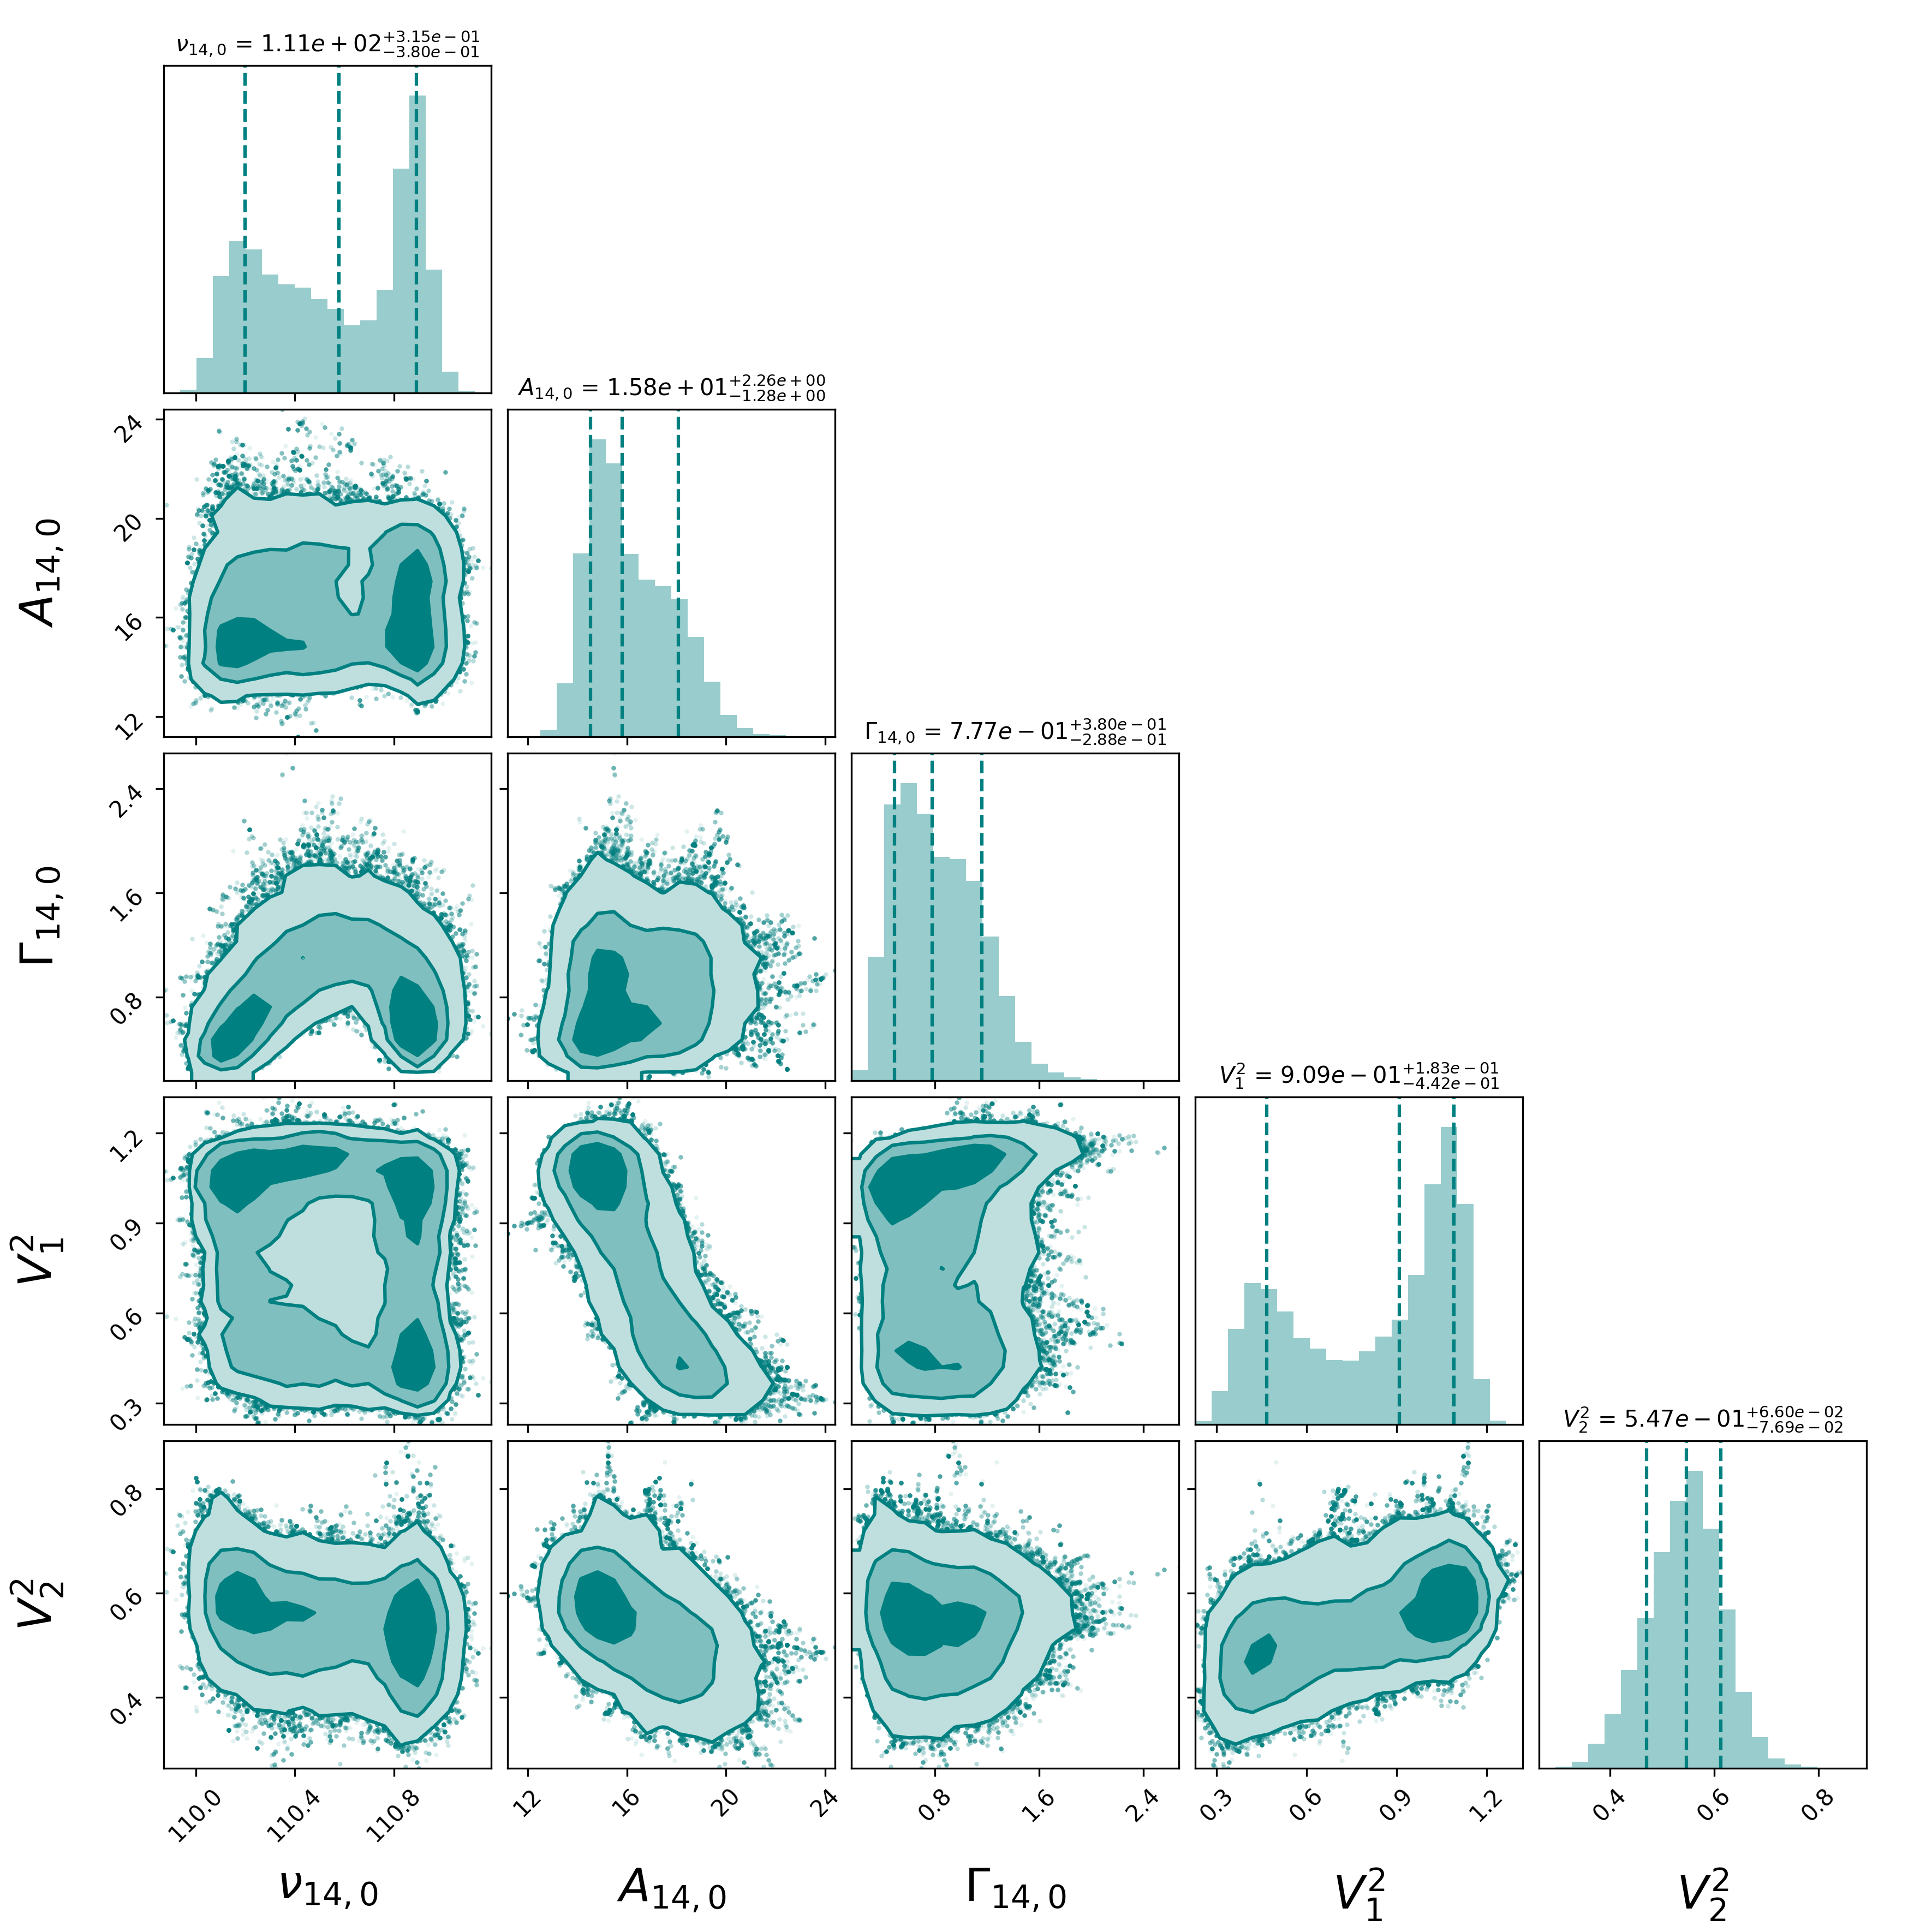 ν14, 0 = 1.11e + 02 +3.15e − 01 −3.80e − 01
A14, 0 = 1.58e + 01 +2.26e + 00 −1.28e + 00
24
20
16
12
A14, 0
Γ14, 0 = 7.77e − 01 +3.80e − 01 −2.88e − 01
2.4
1.6
0.8
Γ14, 0
V₁² = 9.09e − 01 +1.83e − 01 −4.42e − 01
1.2
0.9
0.6
0.3
V₁²
V₂² = 5.47e − 01 +6.60e − 02 −7.69e − 02
0.8
0.6
0.4
V₂²
110.0 110.4 110.8 12 16 20 24 0.8 1.6 2.4 0.3 0.6 0.9 1.2 0.4 0.6 0.8
ν14, 0 A14, 0 Γ14, 0 V₁² V₂²